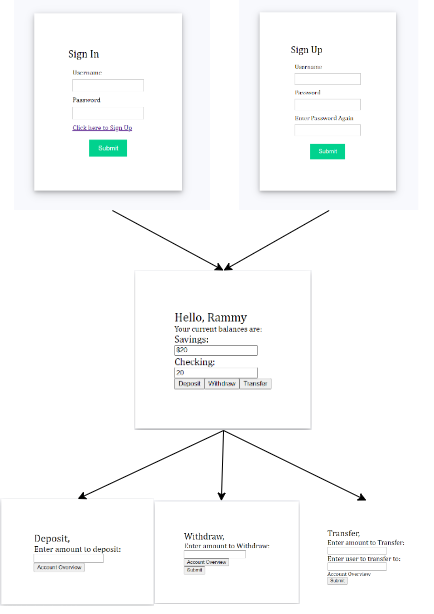 Sign In
Username
Password
Click here to Sign Up
Submit
Sign Up
Username
Password
Enter Password Again
Submit
Hello, Rammy
Your current balances are:
Savings:
$20
Checking:
20
Deposit Withdraw Transfer
Deposit,
Enter amount to deposit:
Account Overview
Withdraw,
Enter amount to Withdraw:
Account Overview
Submit
Transfer,
Enter amount to Transfer:
Enter user to transfer to:
Account Overview
Submit